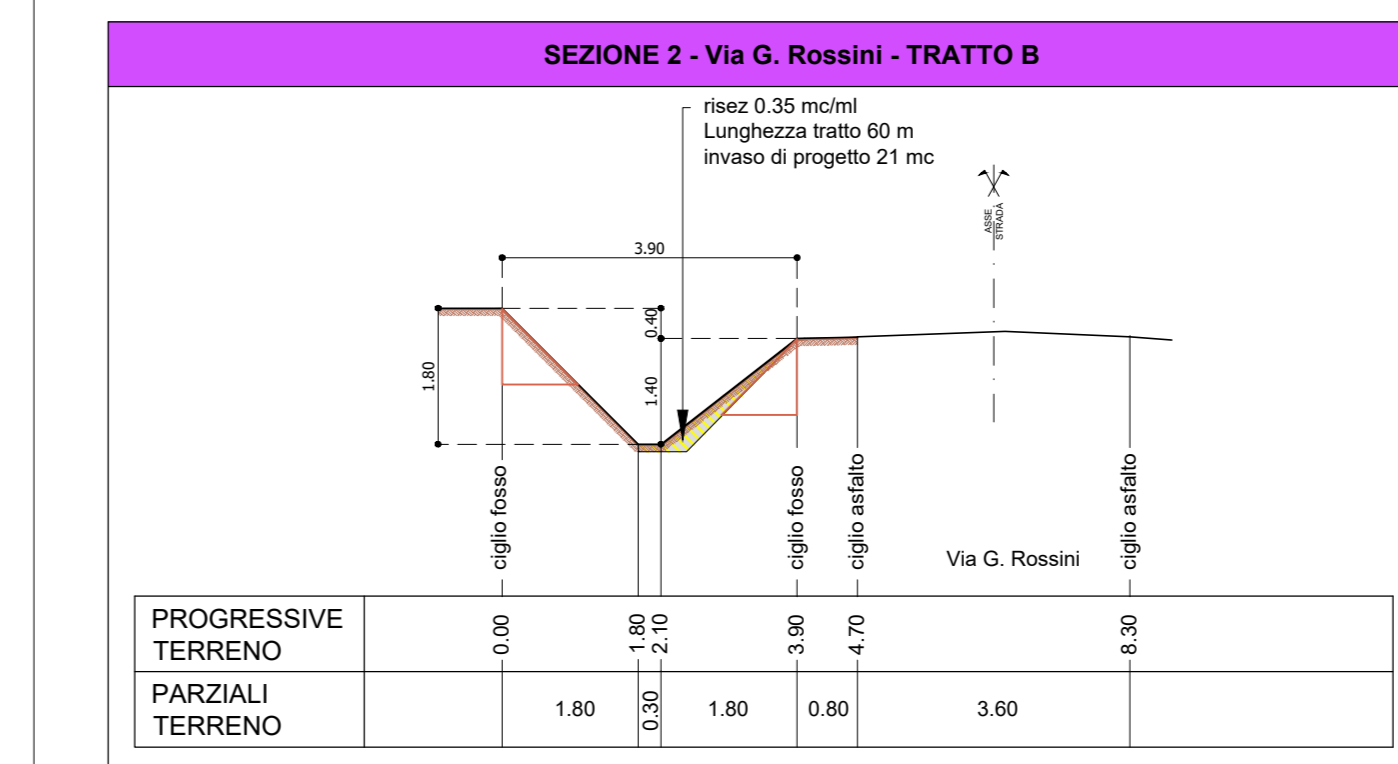 SEZIONE 2 - Via G. Rossini - TRATTO B
risez 0.35 mc/ml
Lunghezza tratto 60 m
invaso di progetto 21 mc
ASSE
STRADA
3.90
0.40
1.80
1.40
ciglio fosso
ciglio fosso
ciglio asfalto
Via G. Rossini
ciglio asfalto
PROGRESSIVE
TERRENO
0.00
1.80
2.10
3.90
4.70
8.30
PARZIALI
TERRENO
1.80
0.30
1.80
0.80
3.60